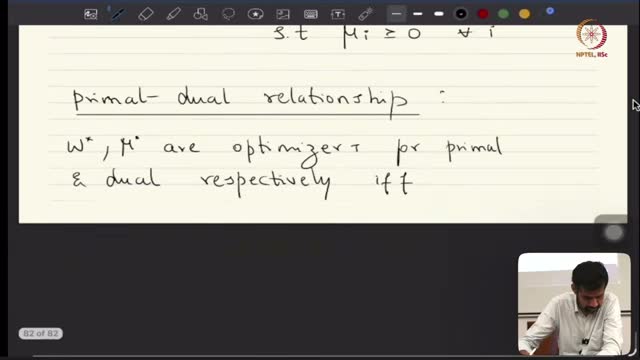 s.t μi ≥ 0 ∀ i
NPTEL, IISc
primal-dual relationship :
w*, μ* are optimizers for primal
& dual respectively iff
82 of 82